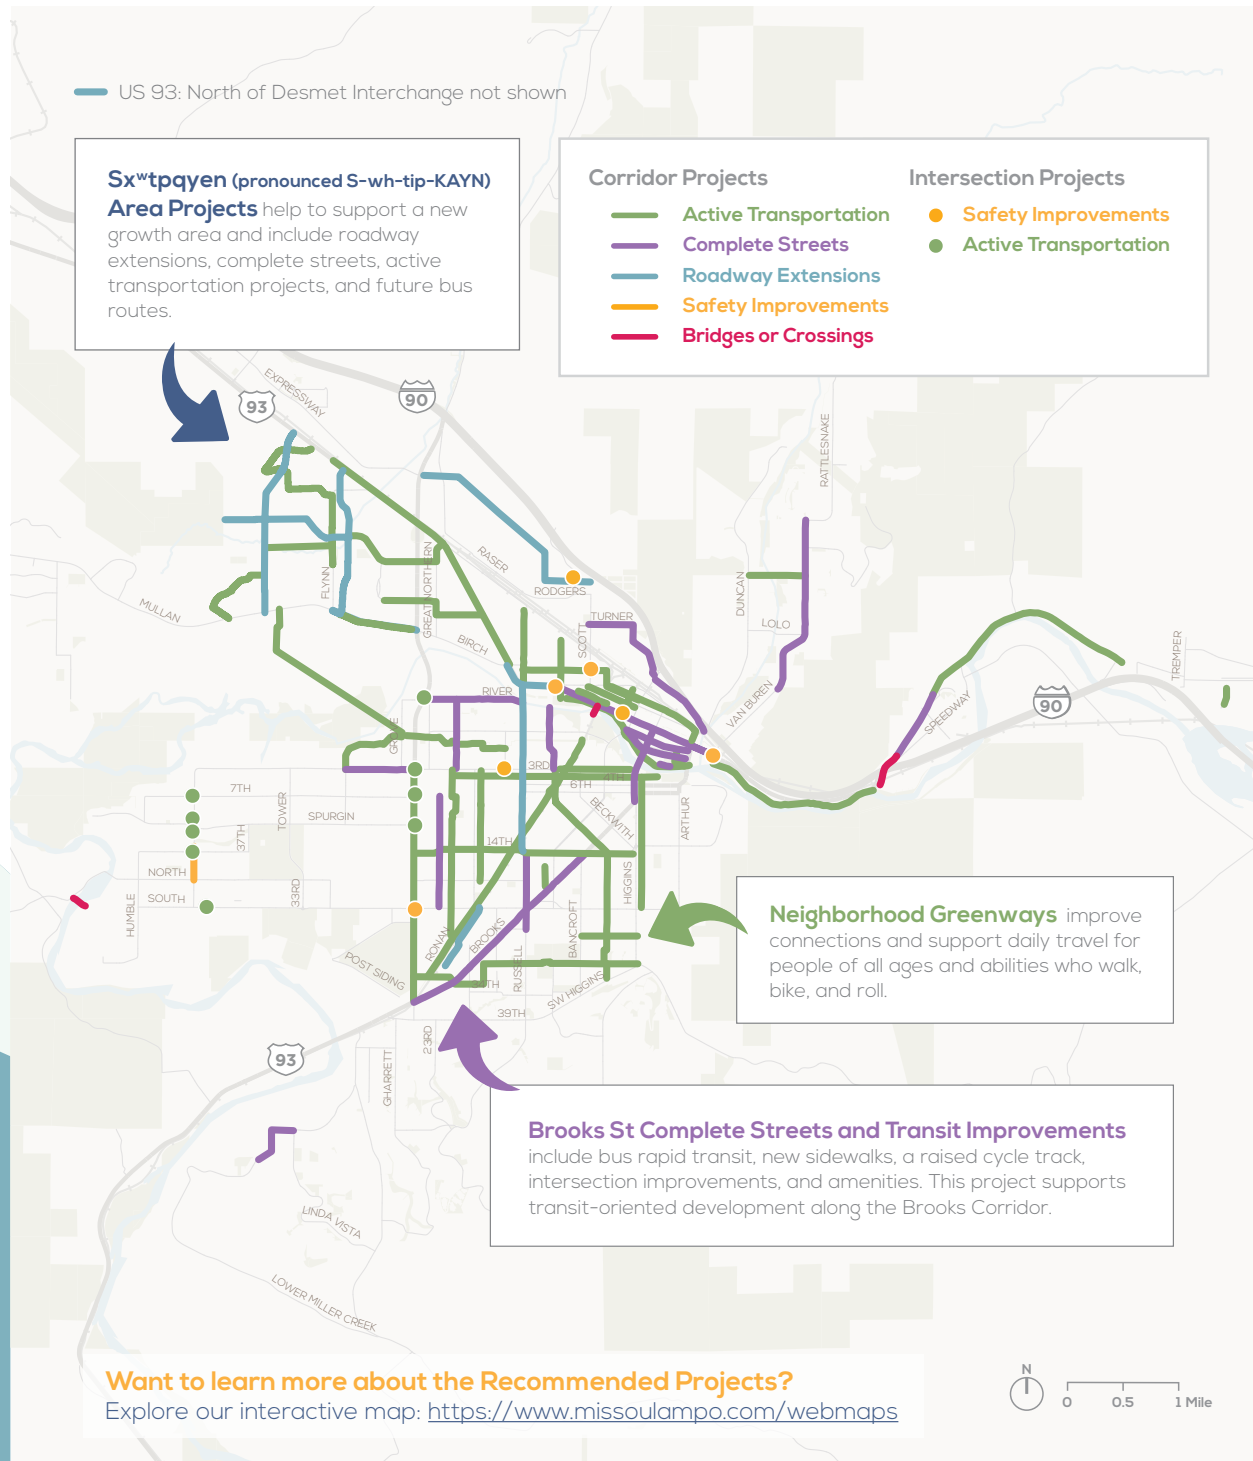 US 93: North of Desmet Interchange not shown
Sxʷtpqyen (pronounced S-wh-tip-KAYN)
Area Projects help to support a new
growth area and include roadway
extensions, complete streets, active
transportation projects, and future bus
routes.
Corridor Projects
Active Transportation
Complete Streets
Roadway Extensions
Safety Improvements
Bridges or Crossings
Intersection Projects
Safety Improvements
Active Transportation
EXPRESSWAY
93
90
RATTLESNAKE
RASER
GREAT NORTHERN
FLYNN
RODGERS
DUNCAN
MULLAN
TURNER
LOLO
SCOTT
BIRCH
TREMPER
RIVER
VAN BUREN
SPEEDWAY
90
GROVE
3RD
6TH
4TH
7TH
TOWER
SPURGIN
37TH
BECKWITH
ARTHUR
14TH
NORTH
SOUTH
HUMBLE
33RD
HIGGINS
BANCROFT
RONAN
BROOKS
RUSSELL
POST SIDING
34TH
SW HIGGINS
39TH
23RD
GHARRETT
93
Neighborhood Greenways improve
connections and support daily travel for
people of all ages and abilities who walk,
bike, and roll.
Brooks St Complete Streets and Transit Improvements
include bus rapid transit, new sidewalks, a raised cycle track,
intersection improvements, and amenities. This project supports
transit-oriented development along the Brooks Corridor.
LINDA VISTA
LOWER MILLER CREEK
Want to learn more about the Recommended Projects?
Explore our interactive map: https://www.missoulampo.com/webmaps
N
0 0.5 1 Mile